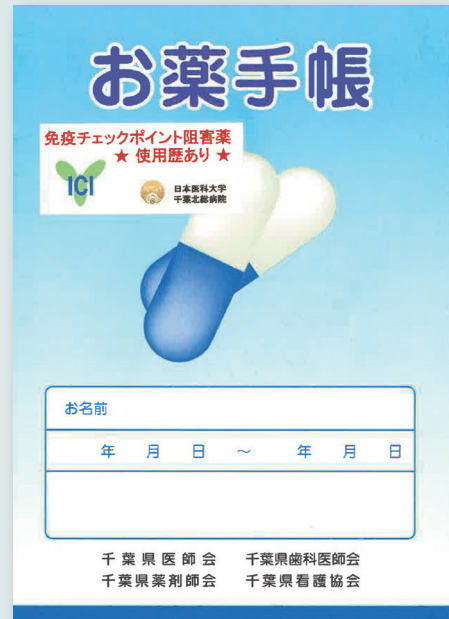 お薬手帳
免疫チェックポイント阻害薬
★ 使用歴あり ★
ICI
日本医科大学
千葉北総病院
お名前
年 月 日 ～ 年 月 日
千葉県医師会 千葉県歯科医師会
千葉県薬剤師会 千葉県看護協会